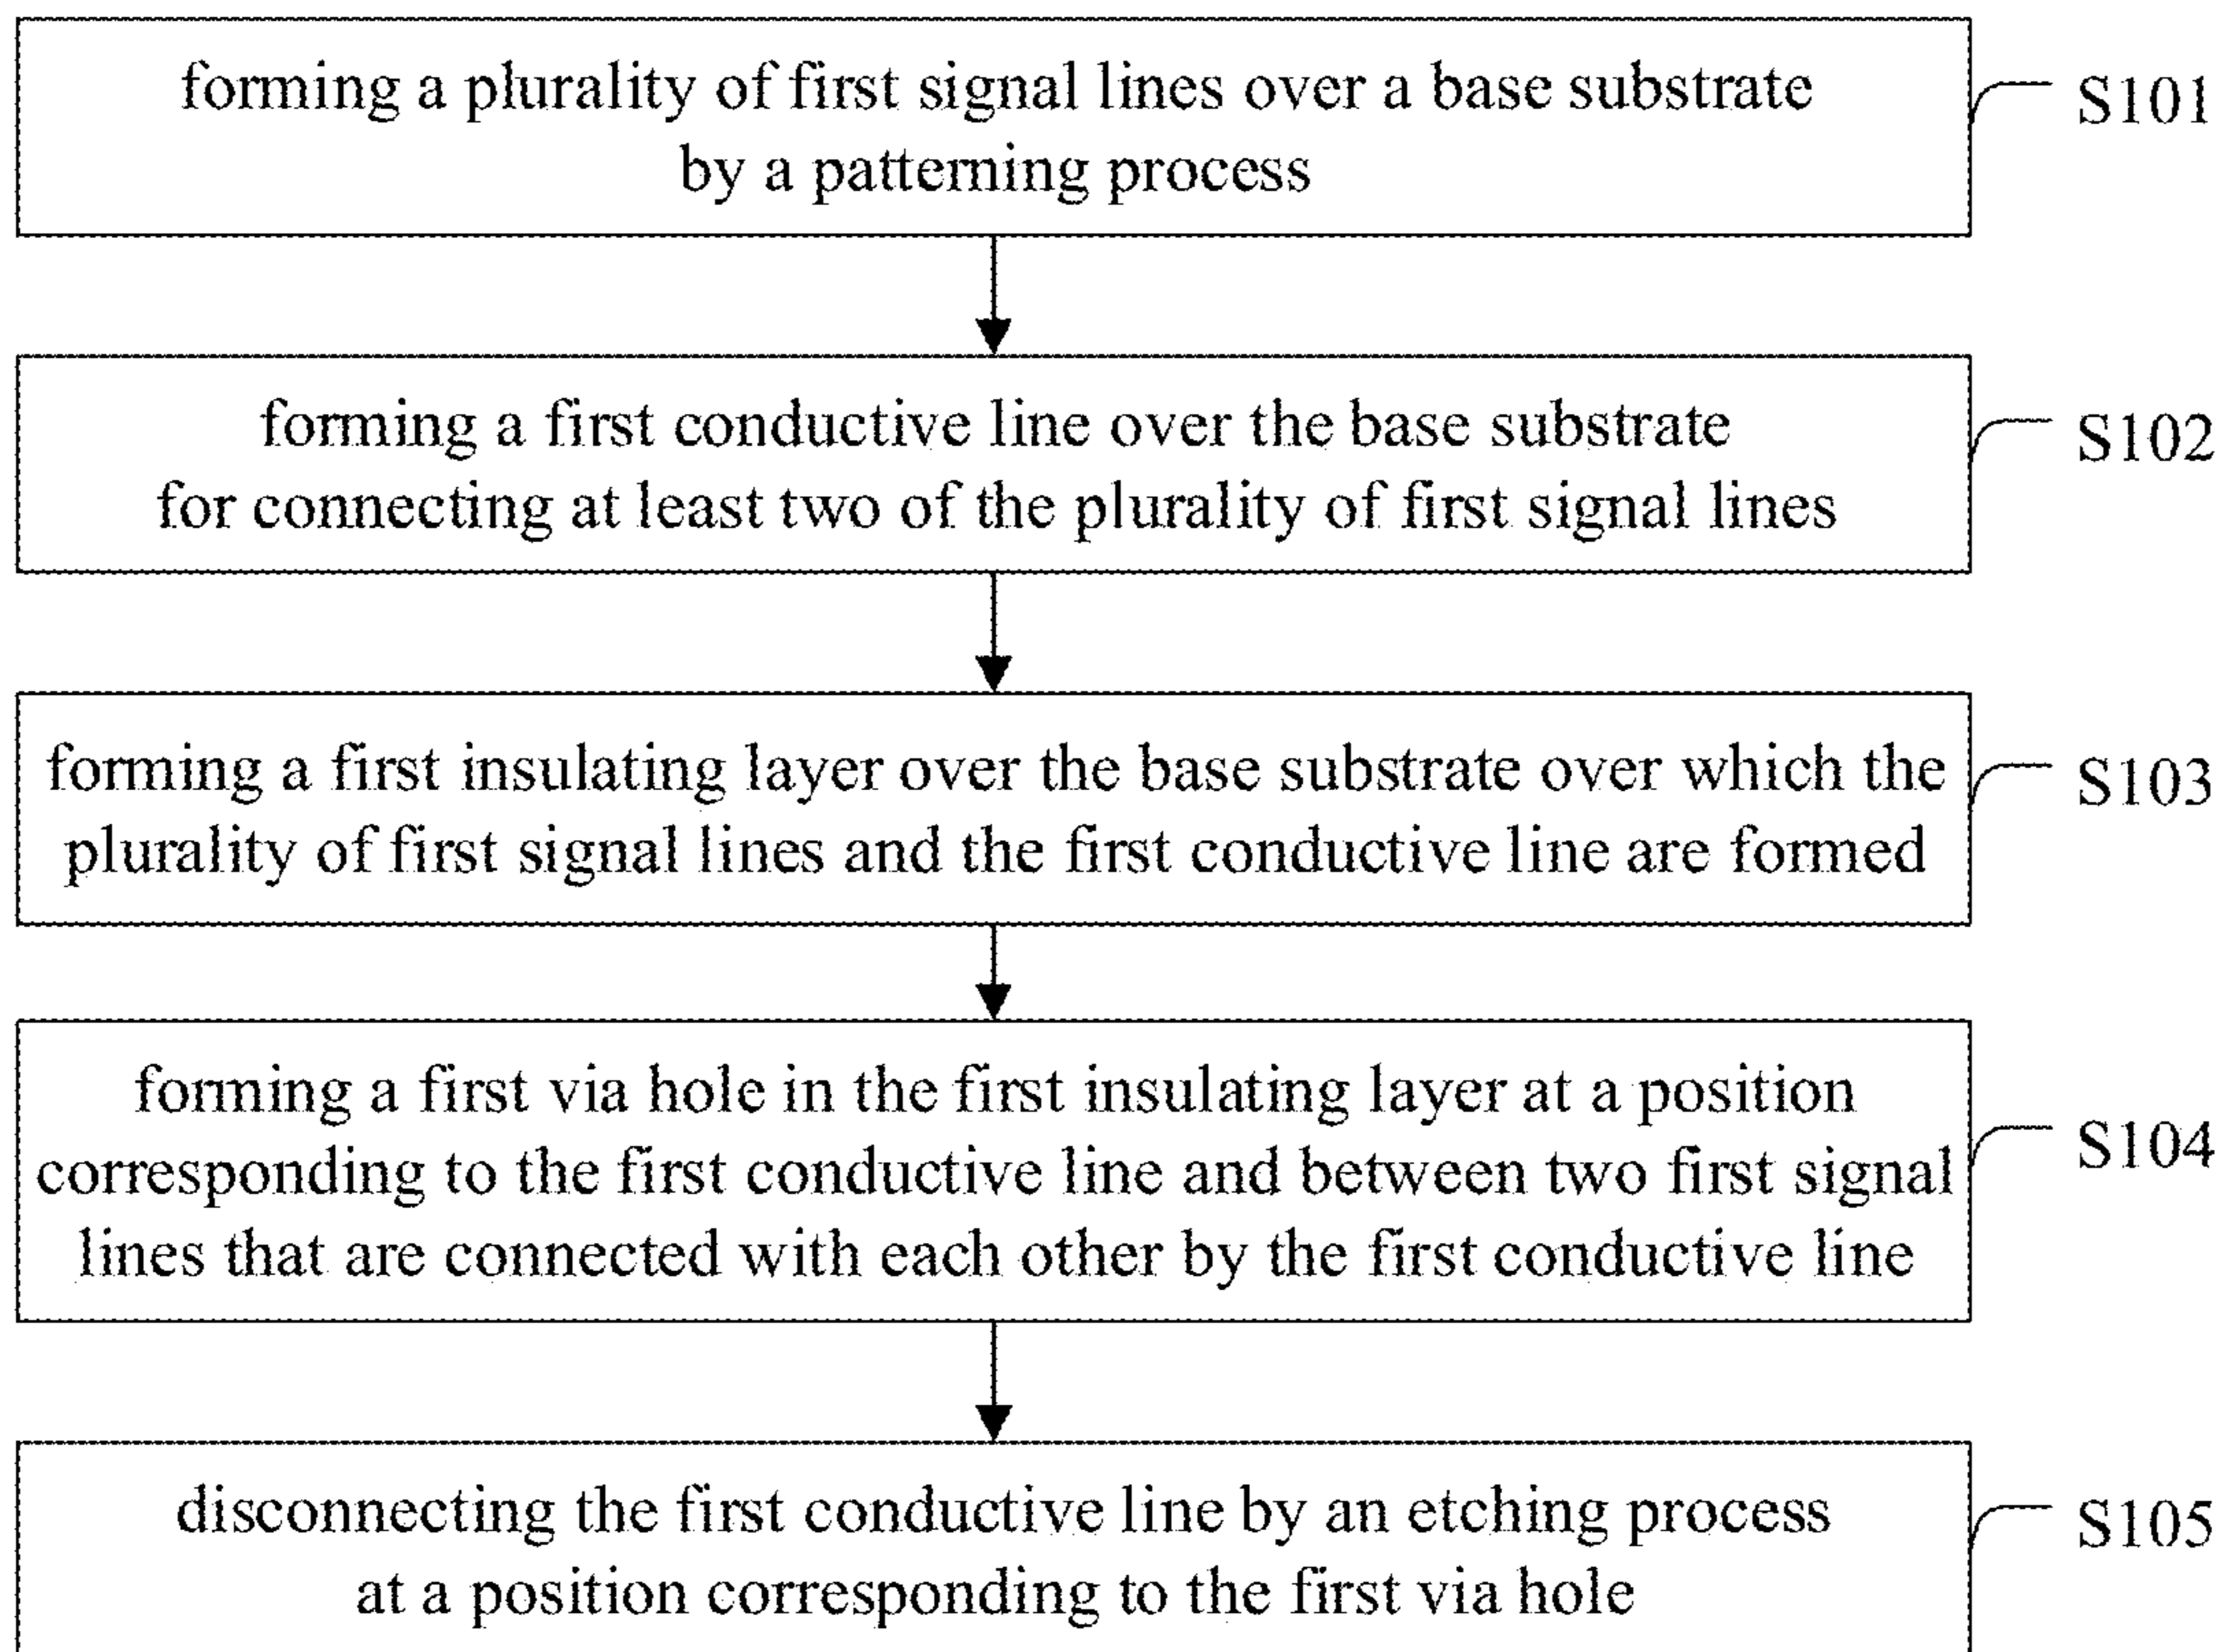 forming a plurality of first signal lines over a base substrate
by a patterning process
S101
forming a first conductive line over the base substrate
for connecting at least two of the plurality of first signal lines
S102
forming a first insulating layer over the base substrate over which the
plurality of first signal lines and the first conductive line are formed
S103
forming a first via hole in the first insulating layer at a position
corresponding to the first conductive line and between two first signal
lines that are connected with each other by the first conductive line
S104
disconnecting the first conductive line by an etching process
at a position corresponding to the first via hole
S105